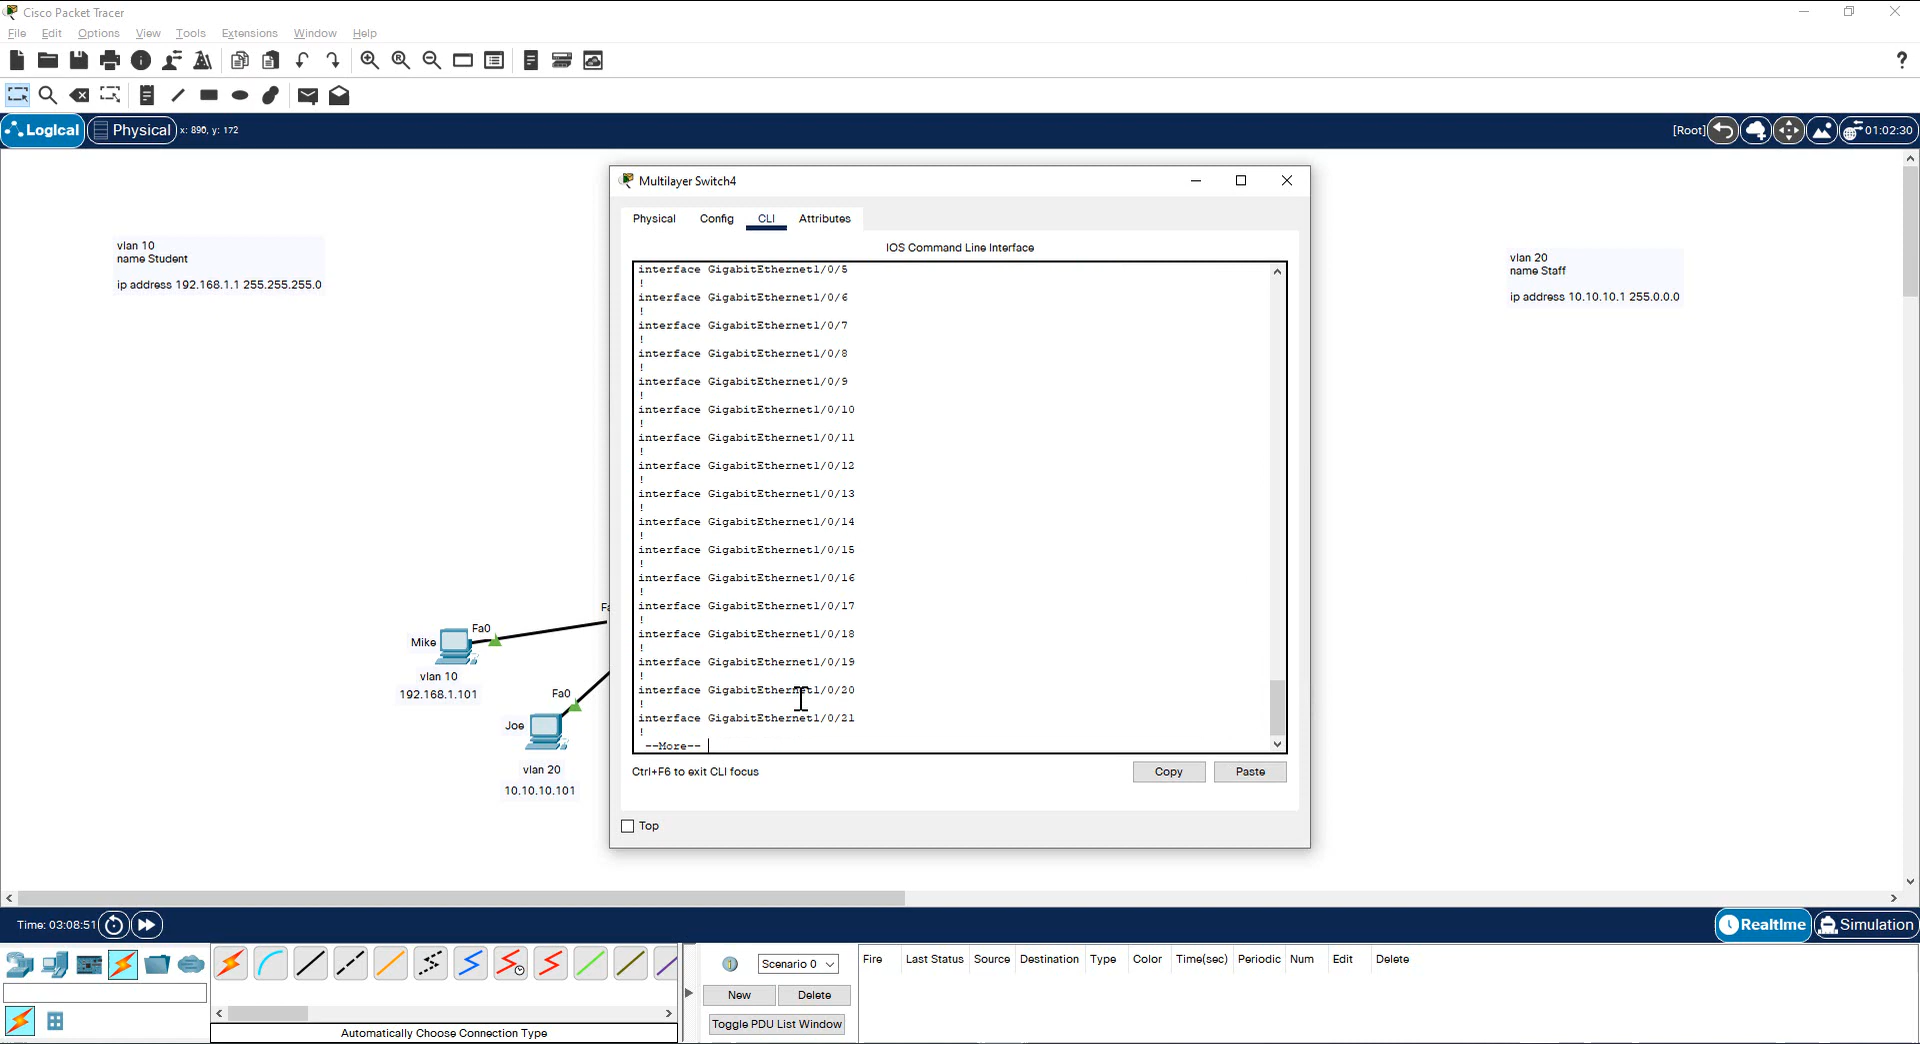 Cisco Packet Tracer
File Edit Options View Tools Extensions Window Help
Logical Physical x: 896, y: 172 [Root] 01:02:30
Multilayer Switch4
Physical Config CLI Attributes
IOS Command Line Interface
interface GigabitEthernet1/0/5
!
interface GigabitEthernet1/0/6
!
interface GigabitEthernet1/0/7
!
interface GigabitEthernet1/0/8
!
interface GigabitEthernet1/0/9
!
interface GigabitEthernet1/0/10
!
interface GigabitEthernet1/0/11
!
interface GigabitEthernet1/0/12
!
interface GigabitEthernet1/0/13
!
interface GigabitEthernet1/0/14
!
interface GigabitEthernet1/0/15
!
interface GigabitEthernet1/0/16
!
interface GigabitEthernet1/0/17
!
interface GigabitEthernet1/0/18
!
interface GigabitEthernet1/0/19
!
interface GigabitEthernet1/0/20
!
interface GigabitEthernet1/0/21
!
--More--
Ctrl+F6 to exit CLI focus Copy Paste
Top
vlan 10
name Student
ip address 192.168.1.1 255.255.255.0
vlan 20
name Staff
ip address 10.10.10.1 255.0.0.0
Mike Fa0
vlan 10
192.168.1.101
Fa0
Joe
vlan 20
10.10.10.101
Time: 03:08:51 Realtime Simulation
Scenario 0
New Delete
Toggle PDU List Window
Fire Last Status Source Destination Type Color Time(sec) Periodic Num Edit Delete
Automatically Choose Connection Type